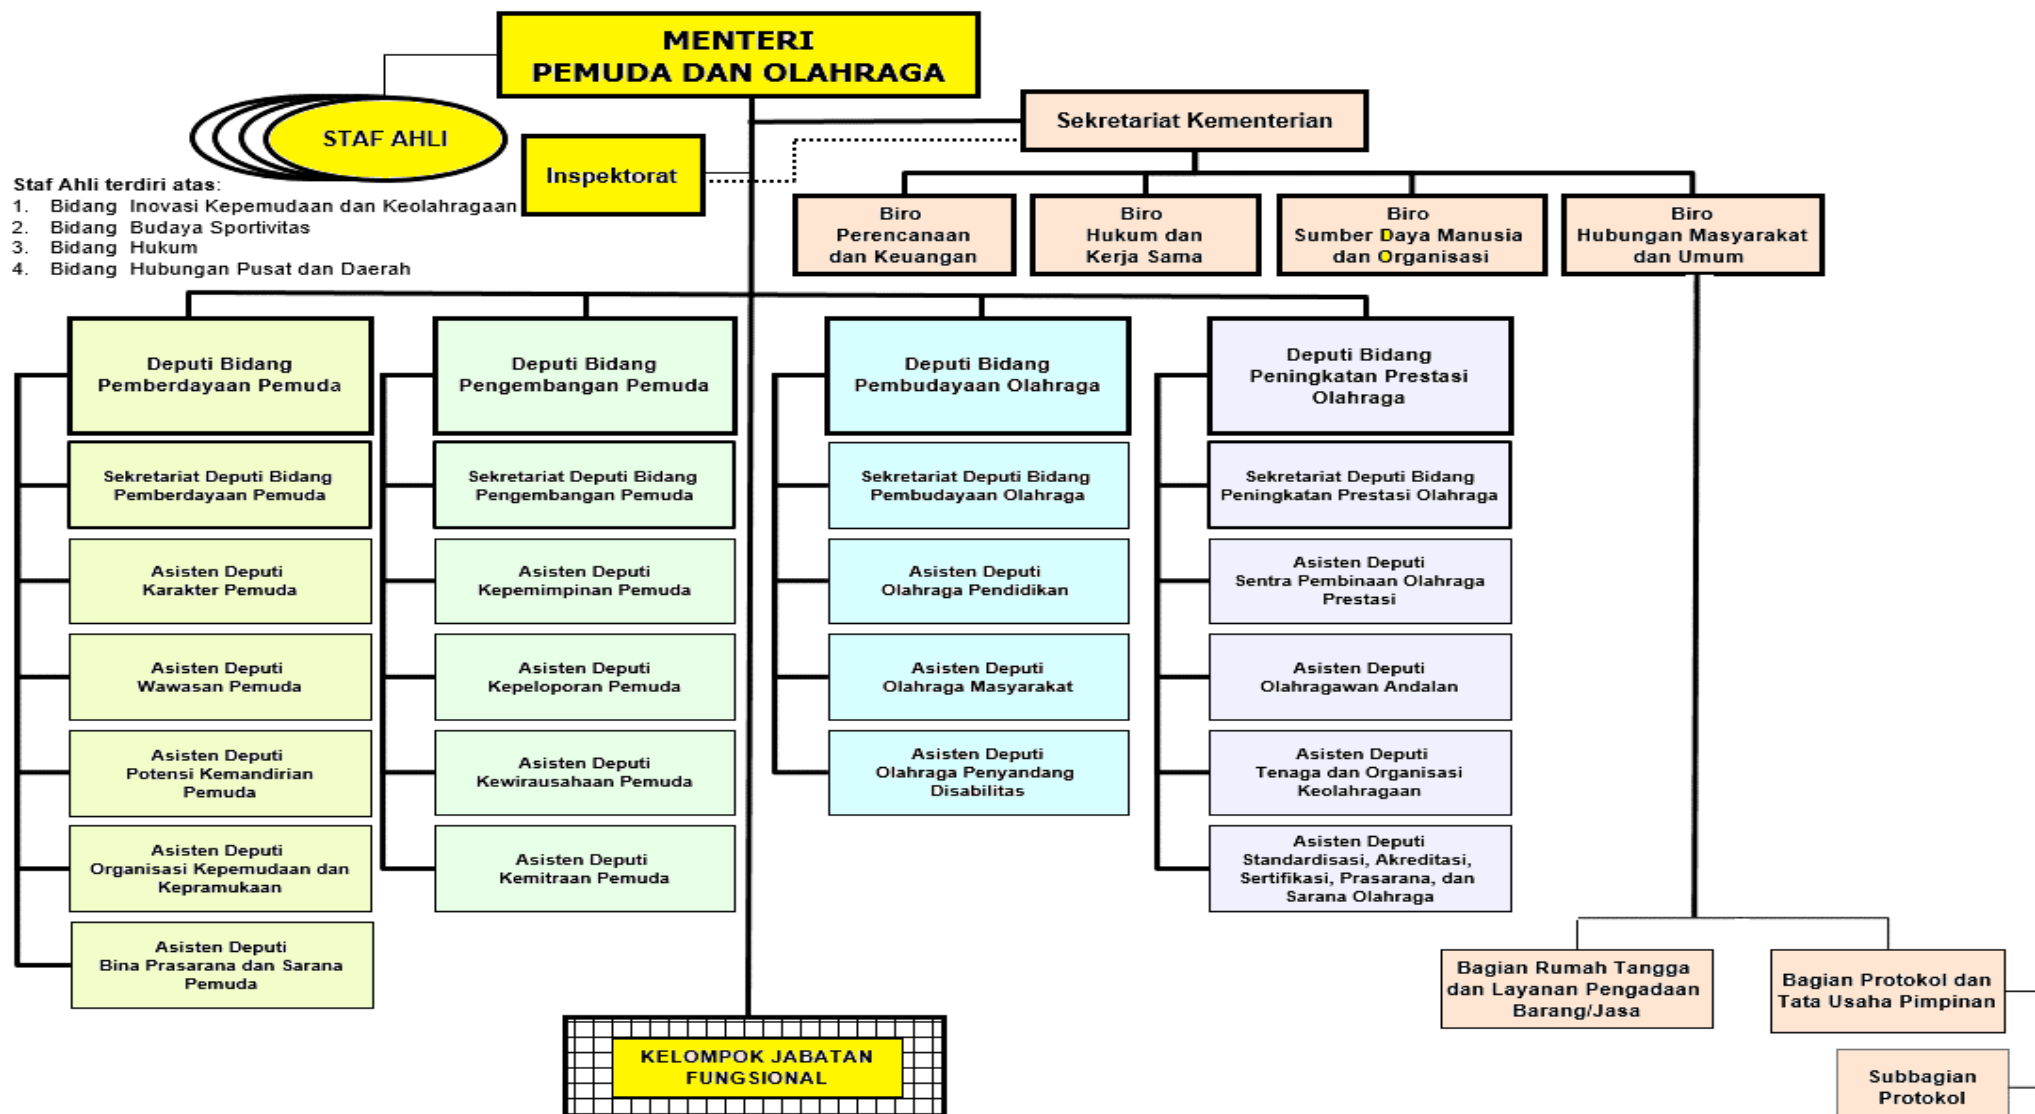 MENTERI
PEMUDA DAN OLAHRAGA
STAF AHLI
Inspektorat
Sekretariat Kementerian
Staf Ahli terdiri atas:
1. Bidang Inovasi Kepemudaan dan Keolahragaan
2. Bidang Budaya Sportivitas
3. Bidang Hukum
4. Bidang Hubungan Pusat dan Daerah
Biro
Perencanaan
dan Keuangan
Biro
Hukum dan
Kerja Sama
Biro
Sumber Daya Manusia
dan Organisasi
Biro
Hubungan Masyarakat
dan Umum
Deputi Bidang
Pemberdayaan Pemuda
Sekretariat Deputi Bidang
Pemberdayaan Pemuda
Asisten Deputi
Karakter Pemuda
Asisten Deputi
Wawasan Pemuda
Asisten Deputi
Potensi Kemandirian
Pemuda
Asisten Deputi
Organisasi Kepemudaan dan
Kepramukaan
Asisten Deputi
Bina Prasarana dan Sarana
Pemuda
Deputi Bidang
Pengembangan Pemuda
Sekretariat Deputi Bidang
Pengembangan Pemuda
Asisten Deputi
Kepemimpinan Pemuda
Asisten Deputi
Kepeloporan Pemuda
Asisten Deputi
Kewirausahaan Pemuda
Asisten Deputi
Kemitraan Pemuda
Deputi Bidang
Pembudayaan Olahraga
Sekretariat Deputi Bidang
Pembudayaan Olahraga
Asisten Deputi
Olahraga Pendidikan
Asisten Deputi
Olahraga Masyarakat
Asisten Deputi
Olahraga Penyandang
Disabilitas
Deputi Bidang
Peningkatan Prestasi
Olahraga
Sekretariat Deputi Bidang
Peningkatan Prestasi Olahraga
Asisten Deputi
Sentra Pembinaan Olahraga
Prestasi
Asisten Deputi
Olahragawan Andalan
Asisten Deputi
Tenaga dan Organisasi
Keolahragaan
Asisten Deputi
Standardisasi, Akreditasi,
Sertifikasi, Prasarana, dan
Sarana Olahraga
Bagian Rumah Tangga
dan Layanan Pengadaan
Barang/Jasa
Bagian Protokol dan
Tata Usaha Pimpinan
Subbagian
Protokol
KELOMPOK JABATAN
FUNGSIONAL